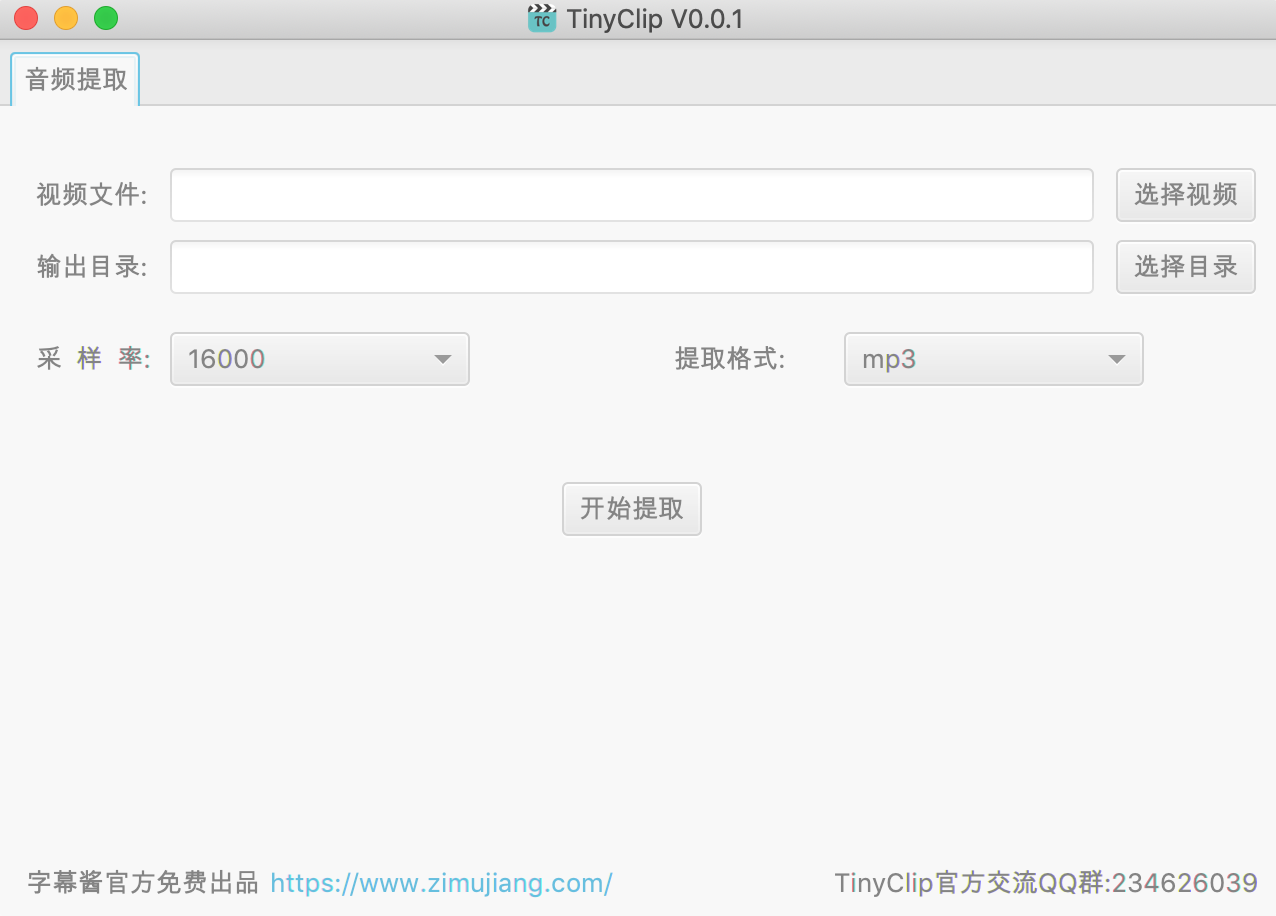 TC TinyClip V0.0.1
音频提取
视频文件: 选择视频
输出目录: 选择目录
采 样 率: 16000 提取格式: mp3
开始提取
字幕酱官方免费出品 https://www.zimujiang.com/ TinyClip官方交流QQ群:234626039